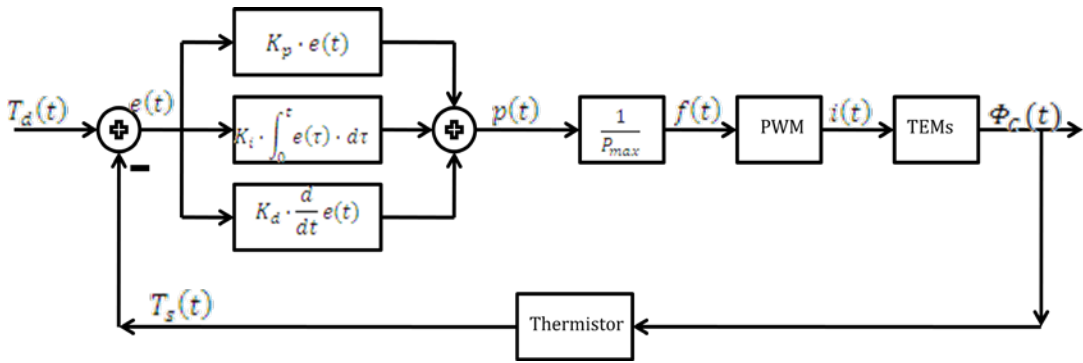 K_p · e(t)
T_d(t)
e(t)
K_i · ∫_0^t e(τ) · dτ
p(t)
1/P_max
f(t)
PWM
i(t)
TEMs
Φ_C(t)
K_d · d/dt e(t)
T_s(t)
Thermistor